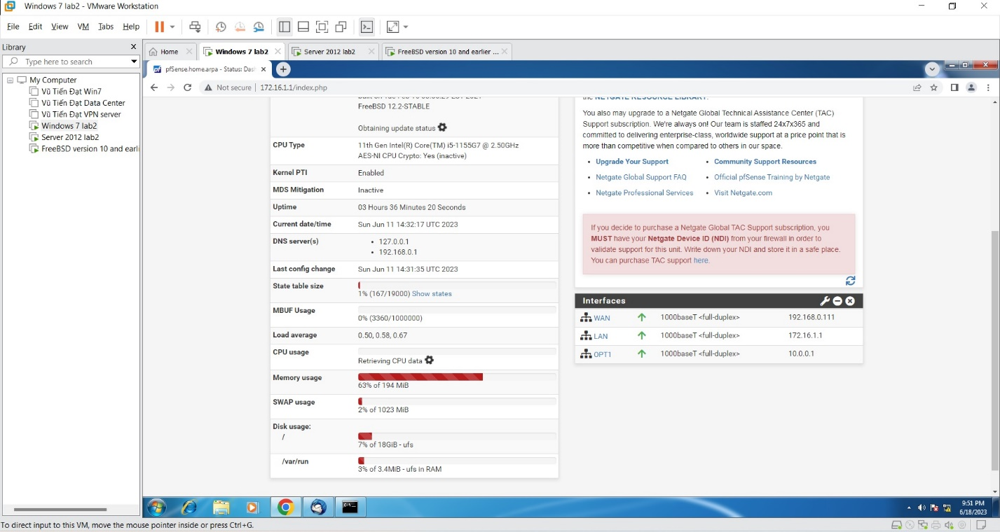 Windows 7 lab2 - VMware Workstation
File Edit View VM Tabs Help
Library
Type here to search
My Computer
Vũ Tiến Đạt Win7
Vũ Tiến Đạt Data Center
Vũ Tiến Đạt VPN server
Windows 7 lab2
Server 2012 lab2
FreeBSD version 10 and earli
Home
Windows 7 lab2
Server 2012 lab2
FreeBSD version 10 and earlier ...
pfSense.home.arpa - Status: Das
Not secure
172.16.1.1/index.php
FreeBSD 12.2-STABLE
Obtaining update status
CPU Type
11th Gen Intel(R) Core(TM) i5-1155G7 @ 2.50GHz
AES-NI CPU Crypto: Yes (inactive)
Kernel PTI
Enabled
MDS Mitigation
Inactive
Uptime
03 Hours 36 Minutes 20 Seconds
Current date/time
Sun Jun 11 14:32:17 UTC 2023
DNS server(s)
127.0.0.1
192.168.0.1
Last config change
Sun Jun 11 14:31:35 UTC 2023
State table size
1% (167/19000) Show states
MBUF Usage
0% (3360/1000000)
Load average
0.50, 0.58, 0.67
CPU usage
Retrieving CPU data
Memory usage
63% of 194 MiB
SWAP usage
2% of 1023 MiB
Disk usage:
/
7% of 18GiB - ufs
/var/run
3% of 3.4MiB - ufs in RAM
the NETGATE RESOURCE LIBRARY.
You also may upgrade to a Netgate Global Technical Assistance Center (TAC)
Support subscription. We're always on! Our team is staffed 24x7x365 and
committed to delivering enterprise-class, worldwide support at a price point that is
more than competitive when compared to others in our space.
Upgrade Your Support
Community Support Resources
Netgate Global Support FAQ
Official pfSense Training by Netgate
Netgate Professional Services
Visit Netgate.com
If you decide to purchase a Netgate Global TAC Support subscription, you
MUST have your Netgate Device ID (NDI) from your firewall in order to
validate support for this unit. Write down your NDI and store it in a safe place.
You can purchase TAC support here.
Interfaces
WAN 1000baseT <full-duplex> 192.168.0.111
LAN 1000baseT <full-duplex> 172.16.1.1
OPT1 1000baseT <full-duplex> 10.0.0.1
9:51 PM
6/18/2023
To direct input to this VM, move the mouse pointer inside or press Ctrl+G.